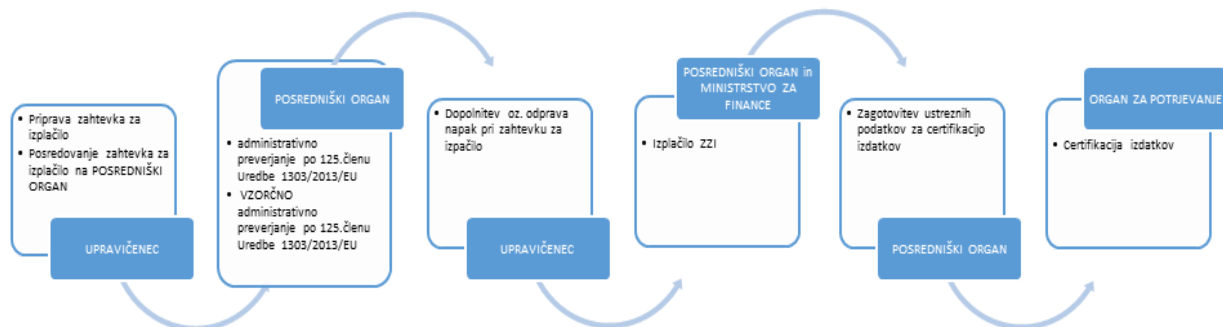 • Priprava zahtevka za
izplačilo
• Posredovanje zahtevka za
izplačilo na POSREDNIŠKI
ORGAN
UPRAVIČENEC
POSREDNIŠKI ORGAN
• administrativno
preverjanje po 125.členu
Uredbe 1303/2013/EU
• VZORČNO
administrativno
preverjanje po 125.členu
Uredbe 1303/2013/EU
• Dopolnitev oz. odprava
napak pri zahtevku za
izpačilo
UPRAVIČENEC
POSREDNIŠKI ORGAN in
MINISTRSTVO ZA
FINANCE
• Izplačilo ZZI
• Zagotovitev ustreznih
podatkov za certifikacijo
izdatkov
POSREDNIŠKI ORGAN
ORGAN ZA POTRJEVANJE
• Certifikacija izdatkov